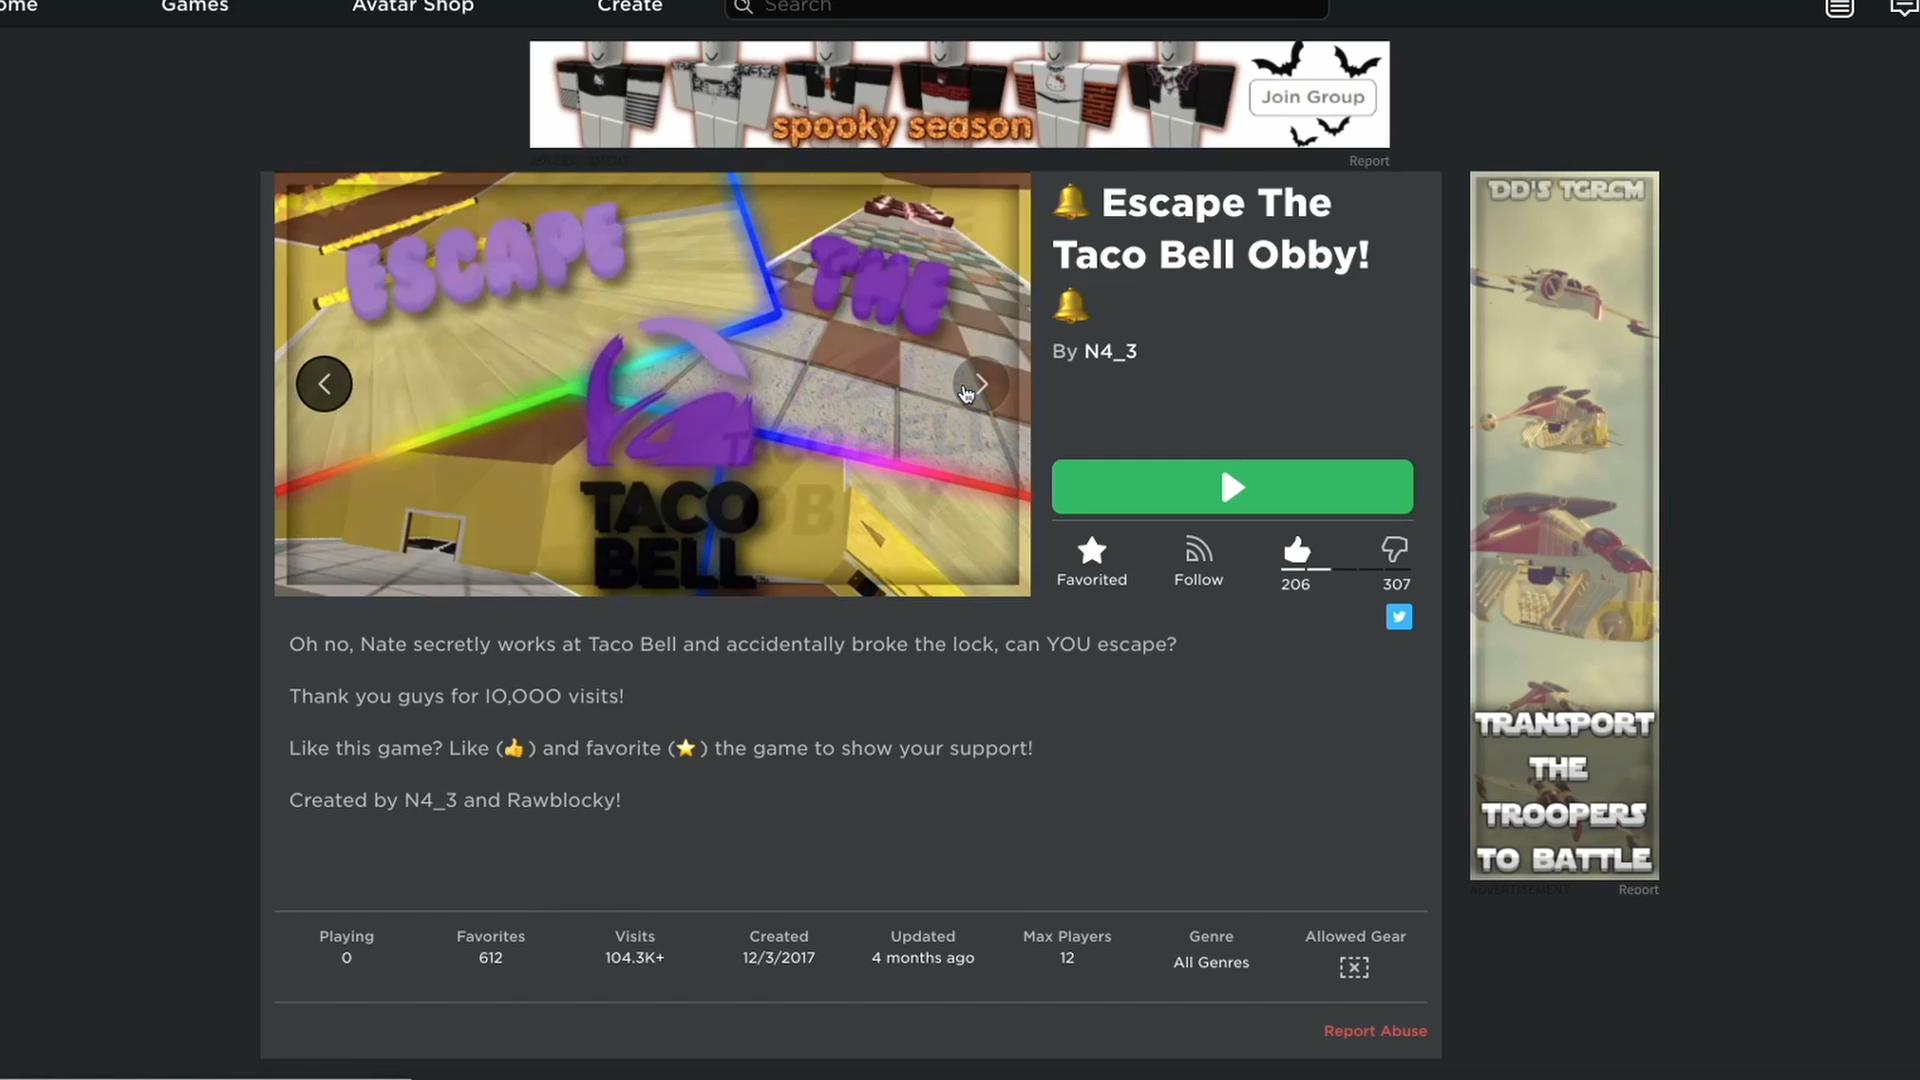 ome Games Avatar Shop Create Search
spooky season
Join Group
ADVERTISEMENT Report
ESCAPE THE
TACO
BELL
🔔 Escape The
Taco Bell Obby!
🔔
By N4_3
Favorited Follow 206 307
Oh no, Nate secretly works at Taco Bell and accidentally broke the lock, can YOU escape?
Thank you guys for IO,OOO visits!
Like this game? Like (👍) and favorite (⭐) the game to show your support!
Created by N4_3 and Rawblocky!
Playing Favorites Visits Created Updated Max Players Genre Allowed Gear
0 612 104.3K+ 12/3/2017 4 months ago 12 All Genres
Report Abuse
DD'S TGRCM
TRANSPORT
THE
TROOPERS
TO BATTLE
ADVERTISEMENT Report